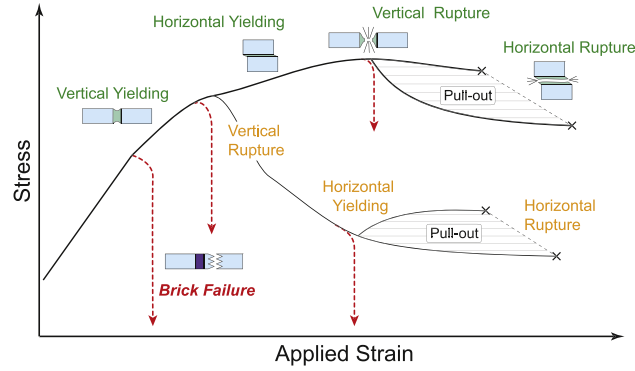 Horizontal Yielding
Vertical Rupture
Horizontal Rupture
Vertical Yielding
Pull-out
Vertical
Rupture
Horizontal
Yielding
Horizontal
Rupture
Pull-out
Brick Failure
Stress
Applied Strain